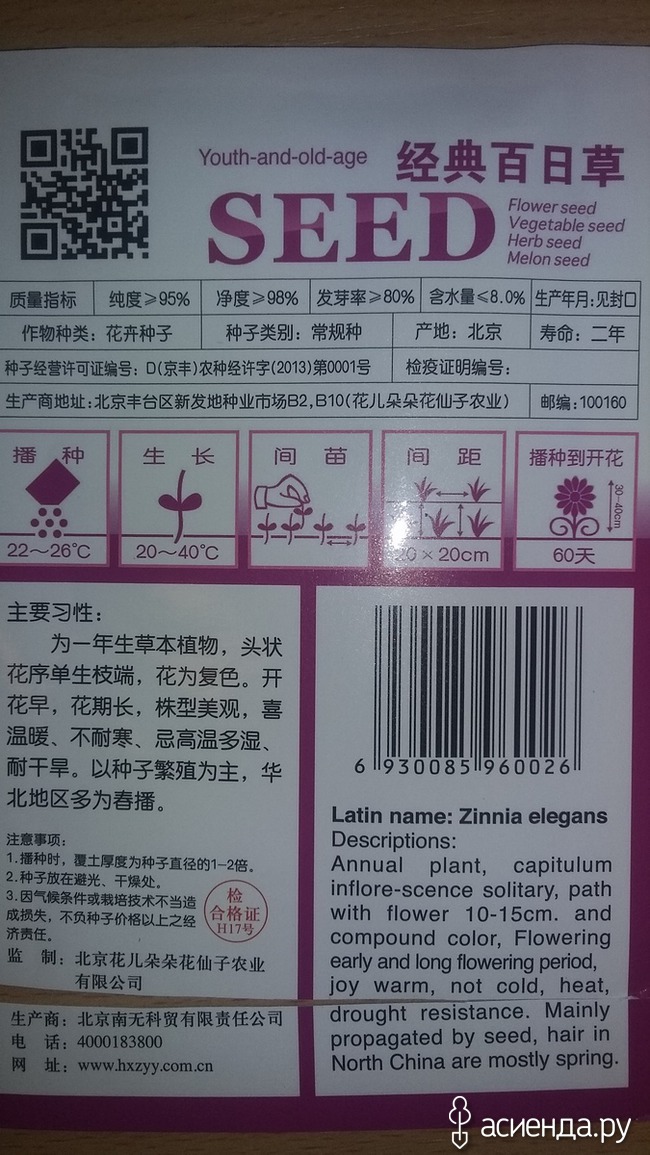 Youth-and-old-age 经典百日草
SEED
Flower seed
Vegetable seed
Herb seed
Melon seed
质量指标 纯度≥95% 净度≥98% 发芽率≥80% 含水量≤8.0% 生产年月:见封口
作物种类：花卉种子 种子类别：常规种 产地：北京 寿命：二年
种子经营许可证编号：D(京丰)农种经许字(2013)第0001号 检疫证明编号：
生产商地址：北京丰台区新发地种业市场B2，B10(花儿朵朵花仙子农业) 邮编：100160
播 种 生 长 间 苗 间 距 播种到开花
30~40cm
22～26℃ 20～40℃ 20×20cm 60天
主要习性：
为一年生草本植物，头状
花序单生枝端，花为复色。开
花早，花期长，株型美观，喜
温暖、不耐寒、忌高温多湿、
耐干旱。以种子繁殖为主，华
北地区多为春播。
注意事项：
1.播种时，覆土厚度为种子直径的1-2倍。
2.种子放在避光、干燥处。
3.因气候条件或栽培技术不当造
成损失，不负种子价格以上之经
济责任。
检
合格证
H17号
监 制：北京花儿朵朵花仙子农业
有限公司
生产商：北京南无科贸有限责任公司
电 话：4000183800
网 址：www.hxzyy.com.cn
6 930085 960026
Latin name: Zinnia elegans
Descriptions:
Annual plant, capitulum
inflore-scence solitary, path
with flower 10-15cm. and
compound color, Flowering
early and long flowering period,
joy warm, not cold, heat,
drought resistance. Mainly
propagated by seed, hair in
North China are mostly spring.
асиенда.ру